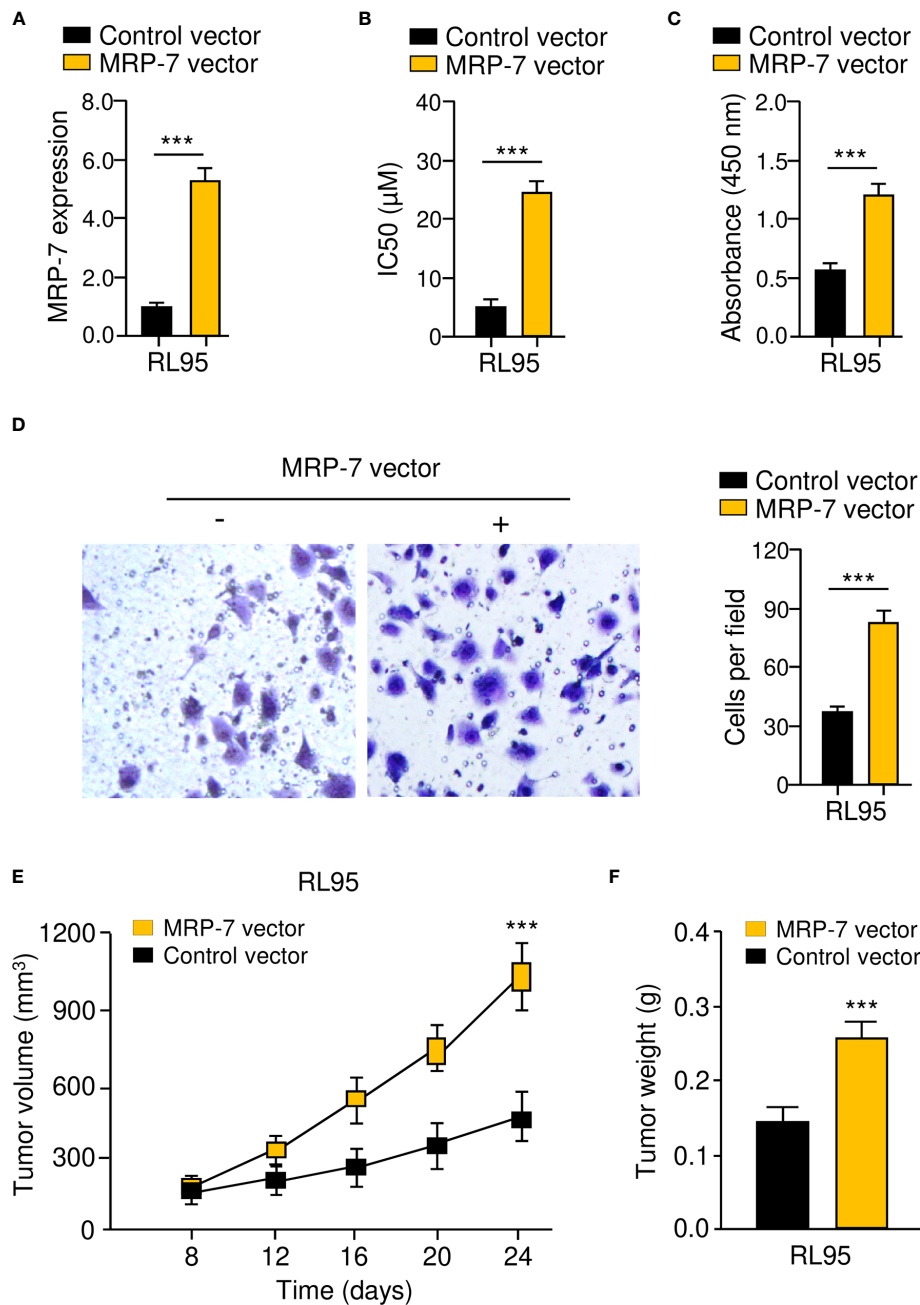 A
Control vector
MRP-7 vector
MRP-7 expression
8.0
6.0
4.0
2.0
0.0
***
RL95
B
Control vector
MRP-7 vector
IC50 (µM)
40
30
20
10
0
***
RL95
C
Control vector
MRP-7 vector
Absorbance (450 nm)
2.0
1.5
1.0
0.5
0.0
***
RL95
D
MRP-7 vector
- +
Control vector
MRP-7 vector
Cells per field
120
90
60
30
0
***
RL95
E
RL95
MRP-7 vector
Control vector
Tumor volume (mm³)
1200
900
600
300
0
***
8 12 16 20 24
Time (days)
F
MRP-7 vector
Control vector
Tumor weight (g)
0.4
0.3
0.2
0.1
0.0
***
RL95